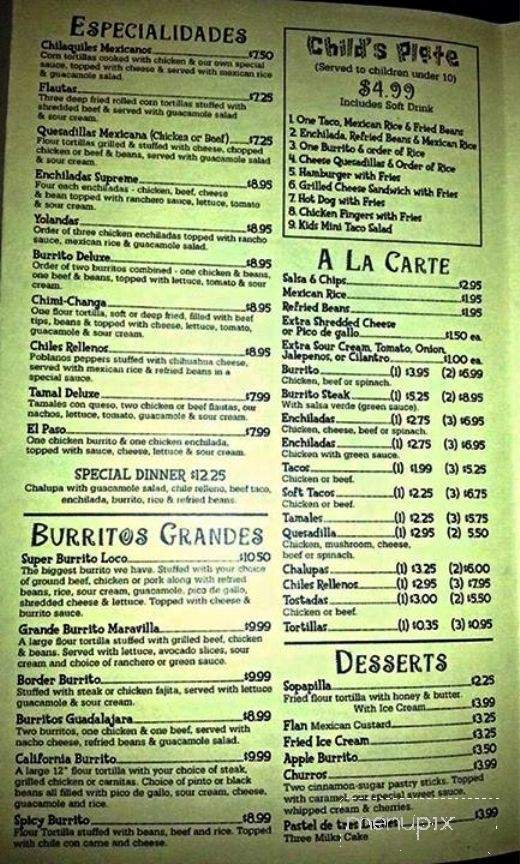 Especialidades
Chilaquiles Mexicanos $7.50
Corn tortillas cooked with chicken & our own special
sauce, topped with cheese & served with mexican rice
& guacamole salad.
Flautas $7.25
Three deep fried rolled corn tortillas stuffed with
shredded beef & served with guacamole salad
& sour cream.
Quesadillas Mexicana (Chicken or Beef) $7.25
Flour tortillas grilled & stuffed with cheese, chopped
chicken or beef & beans, served with guacamole salad
& sour cream.
Enchiladas Supreme $8.95
Four each enchiladas - chicken, beef, cheese
& bean topped with ranchero sauce, lettuce, tomato
& sour cream.
Yolandas $8.95
Order of three chicken enchiladas topped with rancho
sauce, mexican rice & guacamole salad.
Burrito Deluxe $8.95
Order of two burritos combined - one chicken & beans,
one beef & beans, topped with lettuce, tomato & sour
cream.
Chimi-Changa $8.95
One flour tortilla, soft or deep fried, filled with beef
tips, beans & topped with cheese, lettuce, tomato,
guacamole & sour cream.
Chiles Rellenos $8.95
Poblanos peppers stuffed with chihuahua cheese,
served with mexican rice & refried beans in a
special sauce.
Tamal Deluxe $7.99
Tamales con queso, two chicken or beef flautas, our
nachos, lettuce, tomato, guacamole & sour cream.
El Paso $7.99
One chicken burrito & one chicken enchilada,
topped with sauce, cheese, lettuce & sour cream.
SPECIAL DINNER $12.25
Chalupa with guacamole salad, chile relleno, beef taco,
enchilada, burrito, rice & refried beans.
Burritos Grandes
Super Burrito Loco $10.50
The biggest burrito we have. Stuffed with your choice
of ground beef, chicken or pork along with refried
beans, rice, sour cream, guacamole, pico de gallo,
shredded cheese & lettuce. Topped with cheese &
burrito sauce.
Grande Burrito Maravilla $9.99
A large flour tortilla stuffed with grilled beef, chicken
& beans. Served with lettuce, avocado slices, sour
cream and choice of ranchero or green sauce.
Border Burrito $9.99
Stuffed with steak or chicken fajita, served with lettuce
guacamole & sour cream.
Burritos Guadalajara $8.99
Two burritos, one chicken & one beef, served with
nacho cheese, refried beans & guacamole salad.
California Burrito $9.99
A large 12" flour tortilla with your choice of steak,
grilled chicken or carnitas. Choice of pinto or black
beans all filled with pico de gallo, sour cream, cheese,
guacamole and rice.
Spicy Burrito $8.99
Flour Tortilla stuffed with beans, beef and rice. Topped
with chile con carne and cheese.
Child's Plate
(Served to children under 10)
$4.99
Includes Soft Drink
1. One Taco, Mexican Rice & Fried Beans
2. Enchilada, Refried Beans & Mexican Rice
3. One Burrito & order of Rice
4. Cheese Quesadillas & Order of Rice
5. Hamburger with Fries
6. Grilled Cheese Sandwich with Fries
7. Hot Dog with Fries
8. Chicken Fingers with Fries
9. Kids Mini Taco Salad
A La Carte
Salsa & Chips $2.95
Mexican Rice $1.95
Refried Beans $1.95
Extra Shredded Cheese
or Pico de gallo $1.50 ea.
Extra Sour Cream, Tomato, Onion,
Jalepenos, or Cilantro $1.00 ea.
Burrito (1) $3.95 (2) $6.99
Chicken, beef or spinach.
Burrito Steak (1) $5.25 (2) $8.95
With salsa verde (green sauce).
Enchiladas (1) $2.75 (3) $6.95
Chicken, cheese, beef or spinach.
Enchiladas (1) $2.75 (3) $6.95
Chicken with green sauce.
Tacos (1) $1.99 (3) $5.25
Chicken or beef.
Soft Tacos (1) $2.25 (3) $6.75
Chicken or beef.
Tamales (1) $2.25 (3) $5.75
Quesadilla (1) $2.95 (2) 5.50
Chicken, mushroom, cheese,
beef or spinach.
Chalupas (1) $3.25 (2)$6.00
Chiles Rellenos (1) $2.95 (3) $7.95
Tostadas (1)$3.00 (2) $5.50
Chicken or beef.
Tortillas (1) $0.35 (3) $0.95
Desserts
Sopapilla $2.25
Fried flour tortilla with honey & butter.
With Ice Cream $3.99
Flan Mexican Custard $3.25
Fried Ice Cream $3.25
Apple Burrito $3.50
Churros $3.99
Two cinnamon-sugar pastry sticks. Topped
with caramel special sweet sauce,
whipped cream & cherries.
Pastel de tres $3.99
Three Milks Cake
menupix